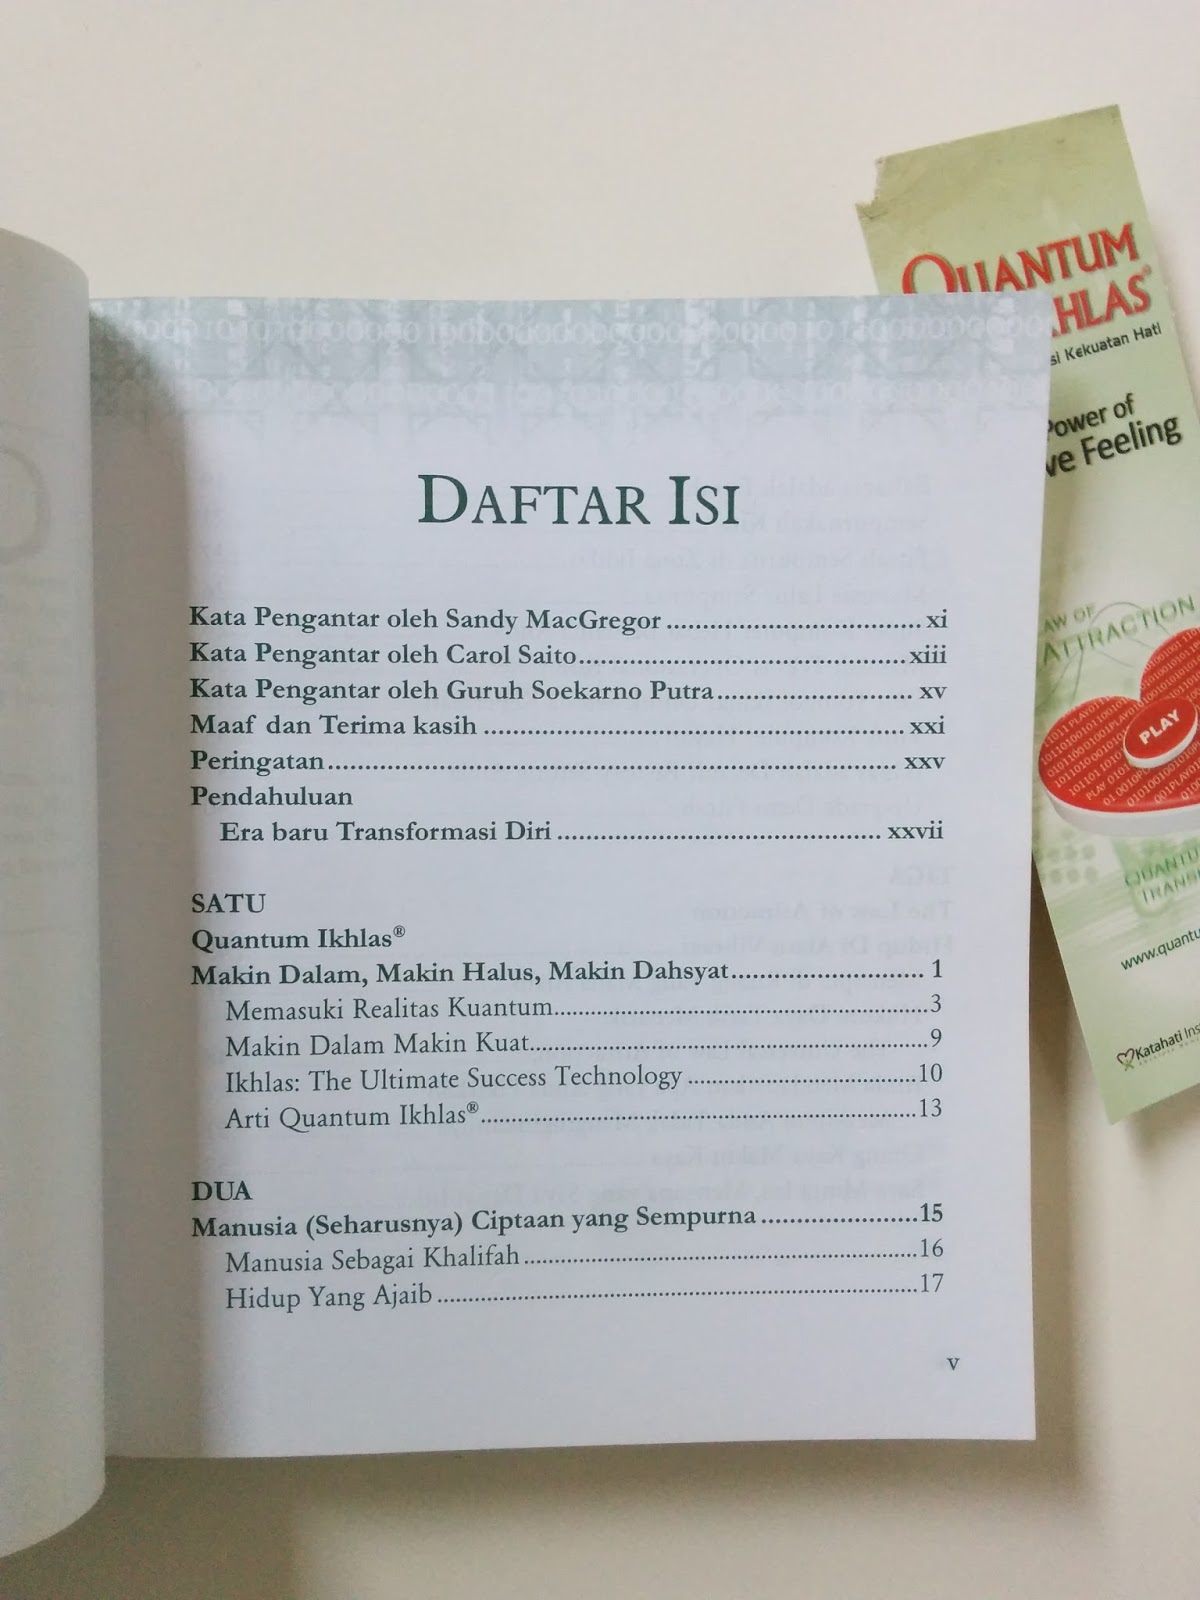 DAFTAR ISI
Kata Pengantar oleh Sandy MacGregor .................................. xi
Kata Pengantar oleh Carol Saito............................................ xiii
Kata Pengantar oleh Guruh Soekarno Putra.......................... xv
Maaf dan Terima kasih ......................................................... xxi
Peringatan............................................................................ xxv
Pendahuluan
Era baru Transformasi Diri ............................................ xxvii
SATU
Quantum Ikhlas®
Makin Dalam, Makin Halus, Makin Dahsyat.......................... 1
Memasuki Realitas Kuantum...................................................3
Makin Dalam Makin Kuat......................................................9
Ikhlas: The Ultimate Success Technology ..............................10
Arti Quantum Ikhlas®...........................................................13
DUA
Manusia (Seharusnya) Ciptaan yang Sempurna .....................15
Manusia Sebagai Khalifah .....................................................16
Hidup Yang Ajaib .................................................................17
v
QUANTUM
Kekuatan Hati
Power of
Feeling
ATTRACTION
PLAY
Katahati